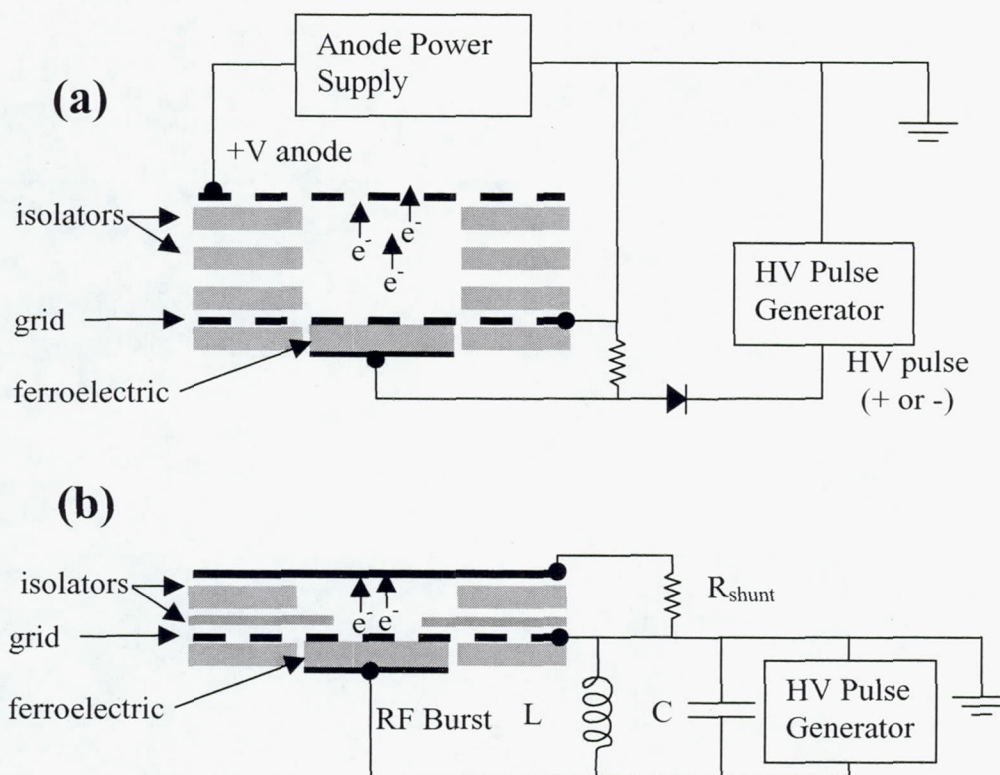 (a)
Anode Power
Supply
+V anode
isolators
e-
e-
e-
grid
ferroelectric
HV Pulse
Generator
HV pulse
(+ or -)
(b)
isolators
grid
ferroelectric
e-
e-
Rshunt
RF Burst
L
C
HV Pulse
Generator